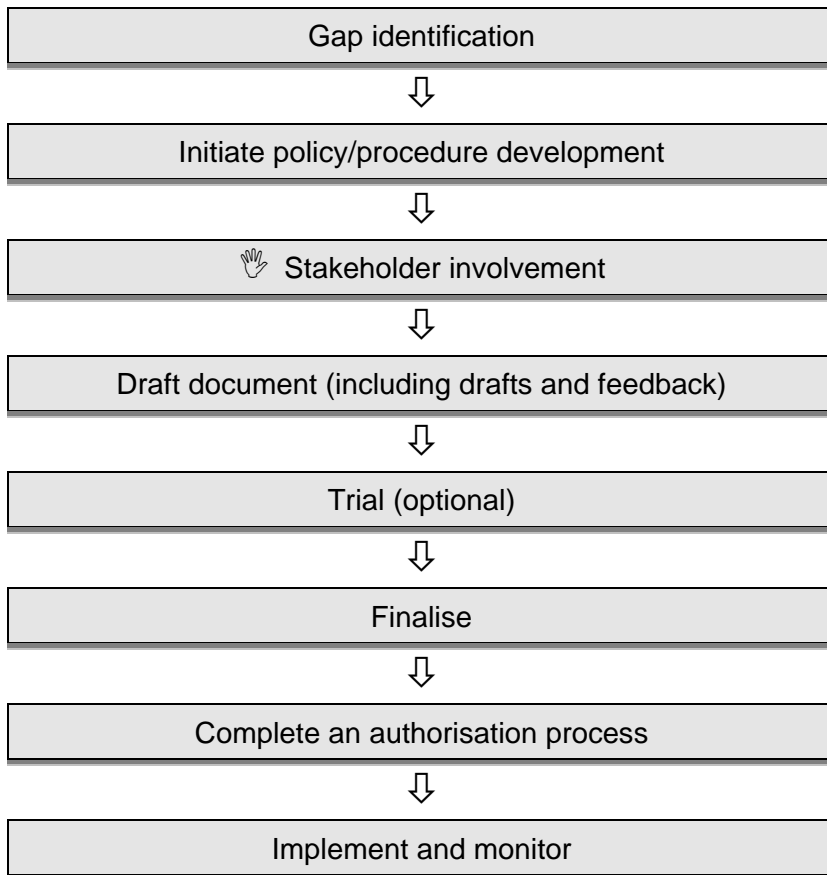 Gap identification
Initiate policy/procedure development
Stakeholder involvement
Draft document (including drafts and feedback)
Trial (optional)
Finalise
Complete an authorisation process
Implement and monitor